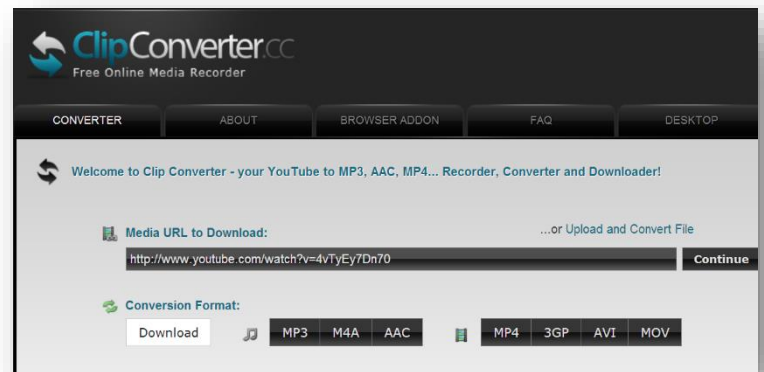 ClipConverter.cc
Free Online Media Recorder
CONVERTER ABOUT BROWSER ADDON FAQ DESKTOP
Welcome to Clip Converter - your YouTube to MP3, AAC, MP4... Recorder, Converter and Downloader!
Media URL to Download: ...or Upload and Convert File
http://www.youtube.com/watch?v=4vTyEy7Dn70 Continue
Conversion Format:
Download MP3 M4A AAC MP4 3GP AVI MOV